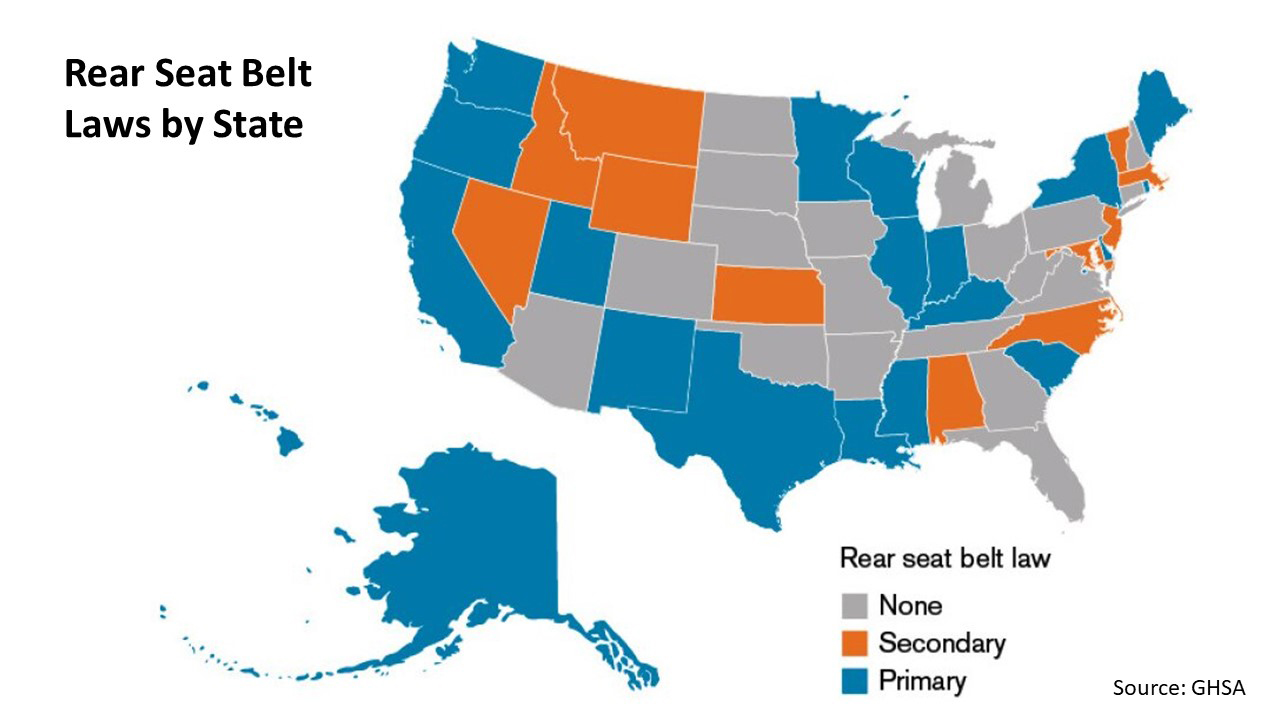 Rear Seat Belt
Laws by State
Rear seat belt law
None
Secondary
Primary
Source: GHSA